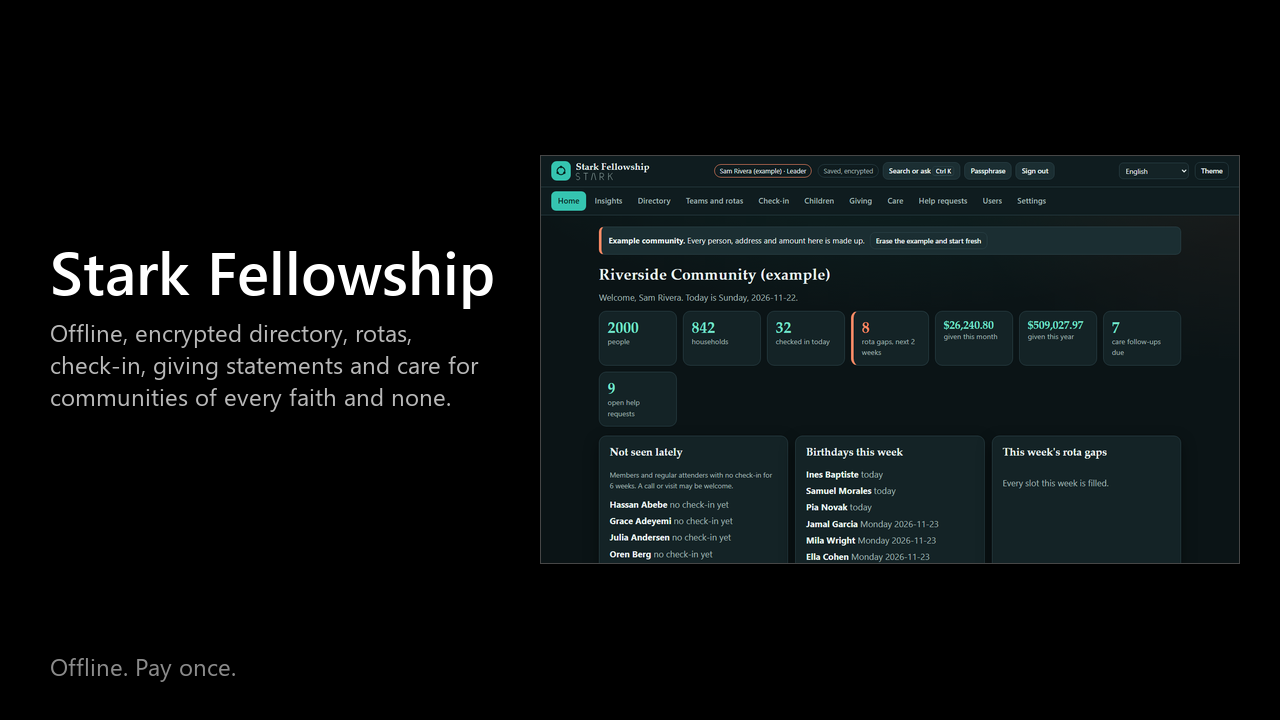 Stark Fellowship
Offline, encrypted directory, rotas,
check-in, giving statements and care for
communities of every faith and none.
Offline. Pay once.
Stark Fellowship
STARK
Sam Rivera (example) · Leader
Saved, encrypted
Search or ask Ctrl K
Passphrase
Sign out
English
Theme
Home
Insights
Directory
Teams and rotas
Check-in
Children
Giving
Care
Help requests
Users
Settings
Example community. Every person, address and amount here is made up.
Erase the example and start fresh
Riverside Community (example)
Welcome, Sam Rivera. Today is Sunday, 2026-11-22.
2000
people
842
households
32
checked in today
8
rota gaps, next 2
weeks
$26,240.80
given this month
$509,027.97
given this year
7
care follow-ups
due
9
open help
requests
Not seen lately
Members and regular attenders with no check-in for
6 weeks. A call or visit may be welcome.
Hassan Abebe no check-in yet
Grace Adeyemi no check-in yet
Julia Andersen no check-in yet
Oren Berg no check-in yet
Birthdays this week
Ines Baptiste today
Samuel Morales today
Pia Novak today
Jamal Garcia Monday 2026-11-23
Mila Wright Monday 2026-11-23
Ella Cohen Monday 2026-11-23
This week's rota gaps
Every slot this week is filled.